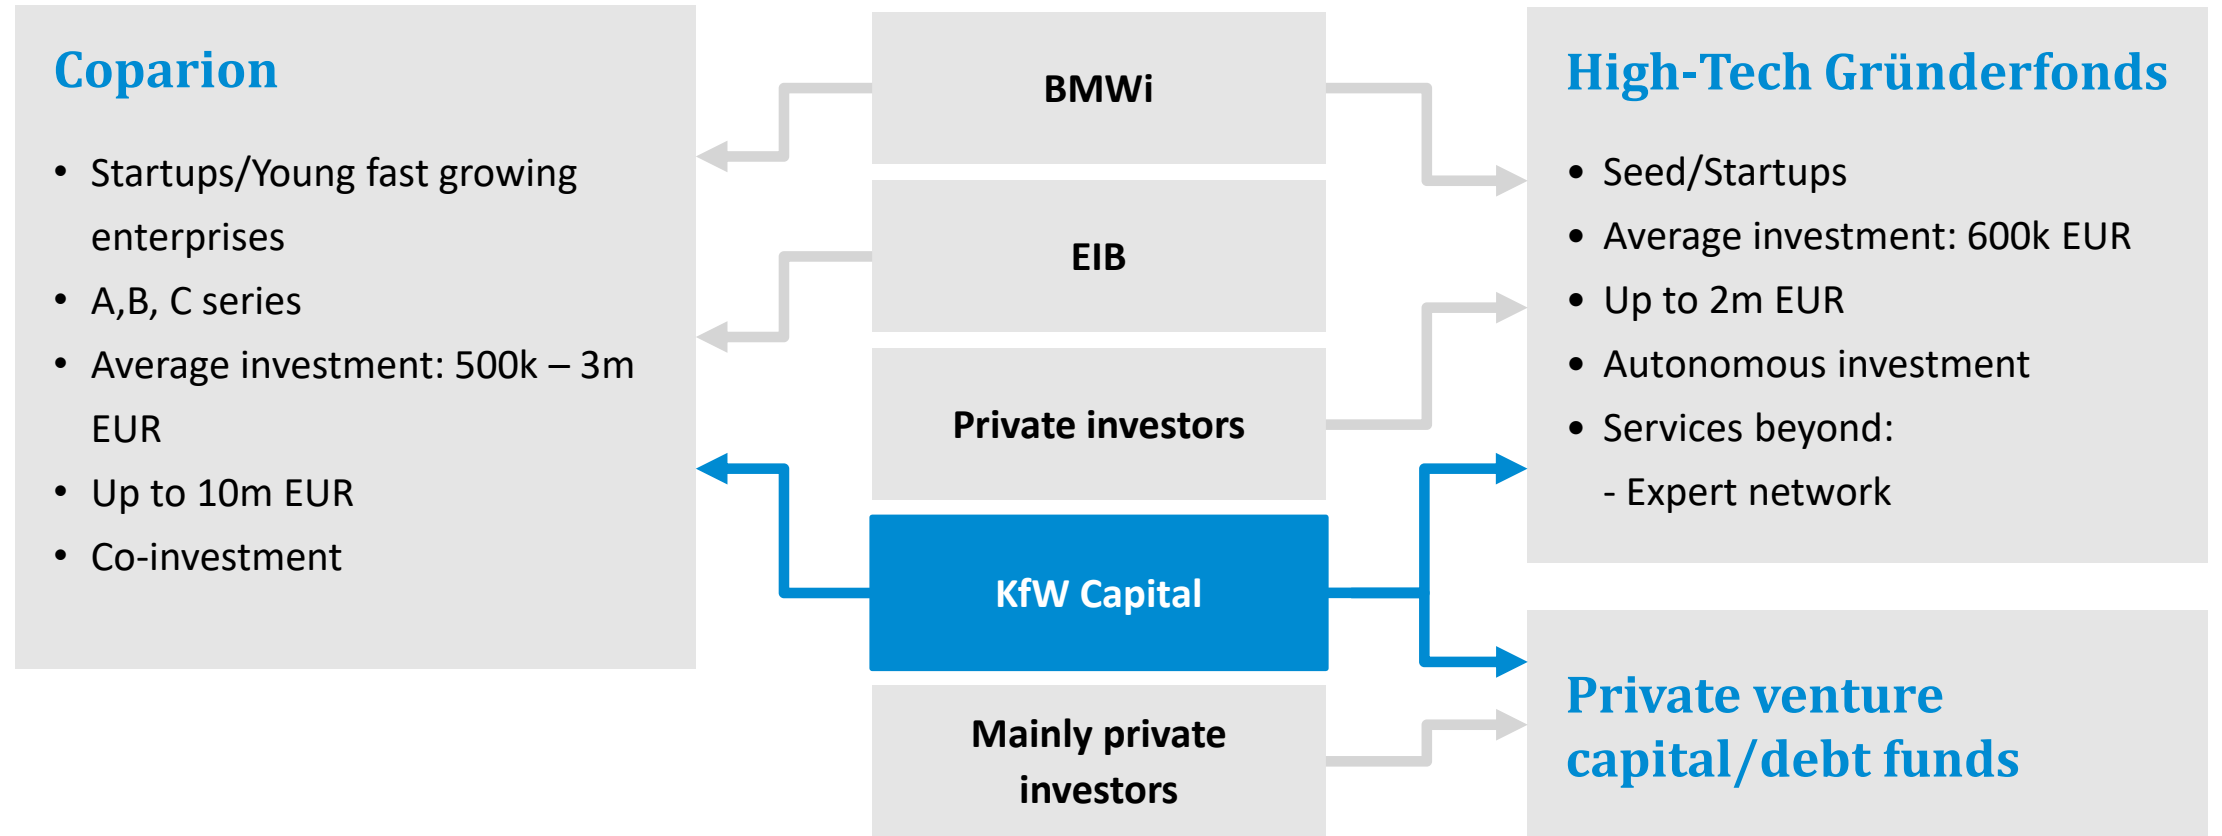 Coparion
• Startups/Young fast growing
enterprises
• A,B, C series
• Average investment: 500k – 3m
EUR
• Up to 10m EUR
• Co-investment
BMWi
EIB
Private investors
KfW Capital
Mainly private
investors
High-Tech Gründerfonds
• Seed/Startups
• Average investment: 600k EUR
• Up to 2m EUR
• Autonomous investment
• Services beyond:
- Expert network
Private venture
capital/debt funds